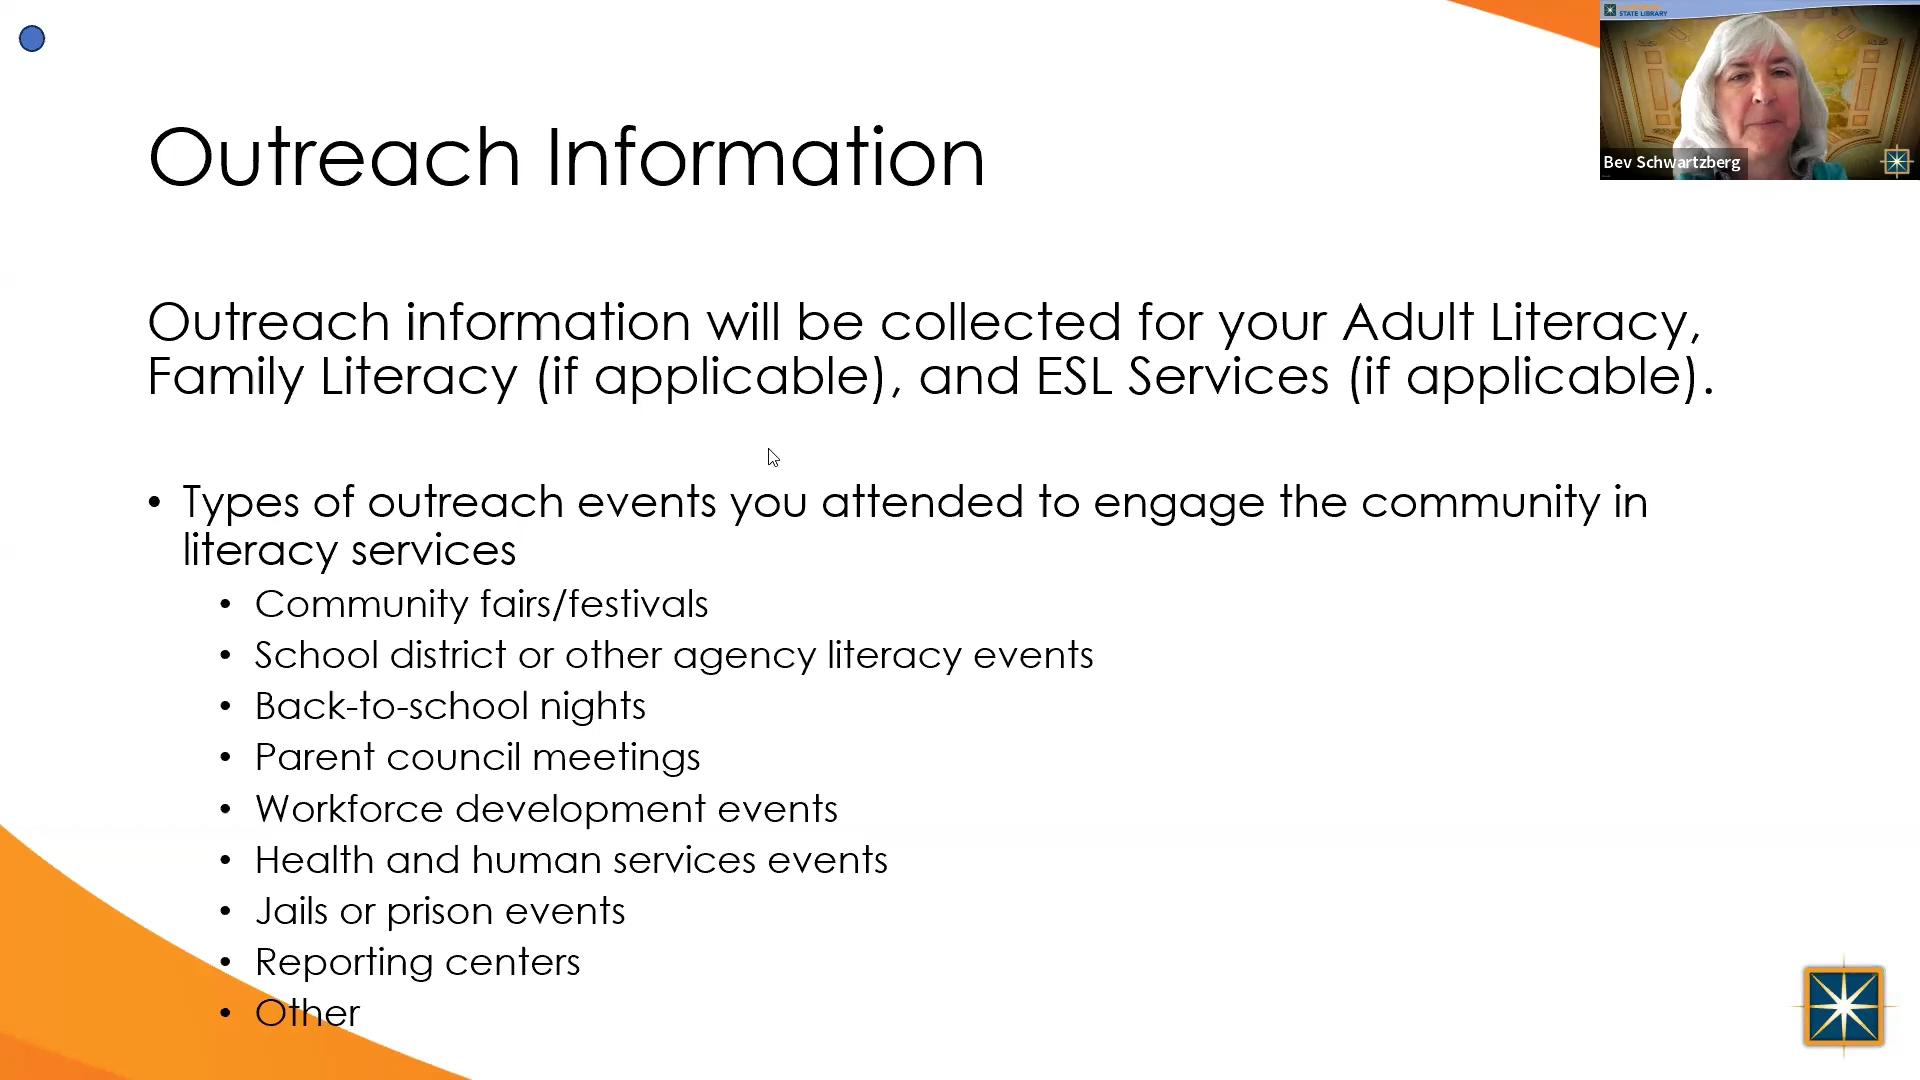 Outreach Information
STATE LIBRARY
Bev Schwartzberg
Outreach information will be collected for your Adult Literacy,
Family Literacy (if applicable), and ESL Services (if applicable).
• Types of outreach events you attended to engage the community in
literacy services
• Community fairs/festivals
• School district or other agency literacy events
• Back-to-school nights
• Parent council meetings
• Workforce development events
• Health and human services events
• Jails or prison events
• Reporting centers
• Other